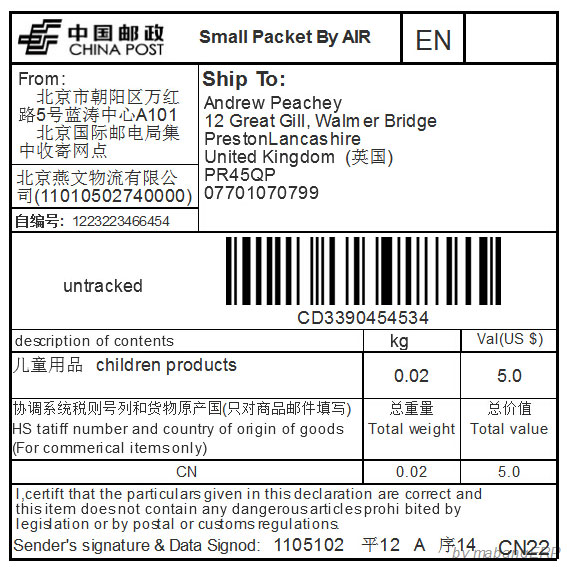 中国邮政
CHINA POST
Small Packet By AIR
EN
From:
北京市朝阳区万红
路5号蓝涛中心A101
北京国际邮电局集
中收寄网点
北京燕文物流有限公
司(11010502740000)
自编号: 1223223466454
Ship To:
Andrew Peachey
12 Great Gill, Walmer Bridge
PrestonLancashire
United Kingdom (英国)
PR45QP
07701070799
untracked
CD3390454534
description of contents
kg
Val(US $)
儿童用品 children products
0.02
5.0
协调系统税则号列和货物原产国(只对商品邮件填写)
HS tatiff number and country of origin of goods
(For commerical items only)
总重量
Total weight
总价值
Total value
CN
0.02
5.0
I,certify that the particulars given in this declaration are correct and
this item does not contain any dangerous articles prohi bited by
legislation or by postal or customs regulations.
Sender's signature & Data Signod: 1105102 平12 A 序14 CN22